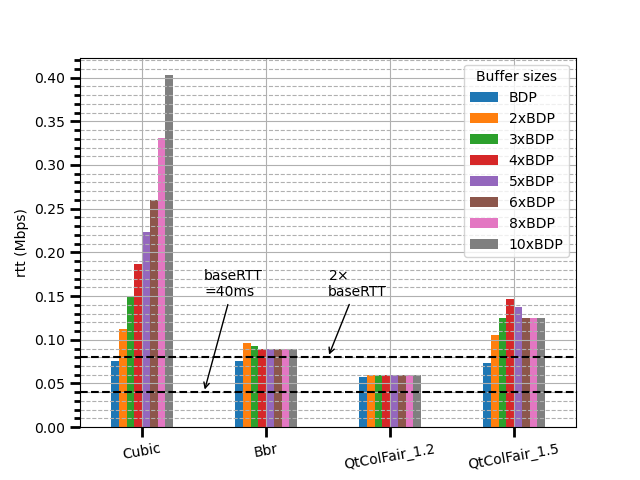 0.40
0.35
0.30
0.25
0.20
0.15
0.10
0.05
0.00
rtt (Mbps)
Buffer sizes
BDP
2xBDP
3xBDP
4xBDP
5xBDP
6xBDP
8xBDP
10xBDP
baseRTT
=40ms
2×
baseRTT
Cubic
Bbr
QtColFair_1.2
QtColFair_1.5